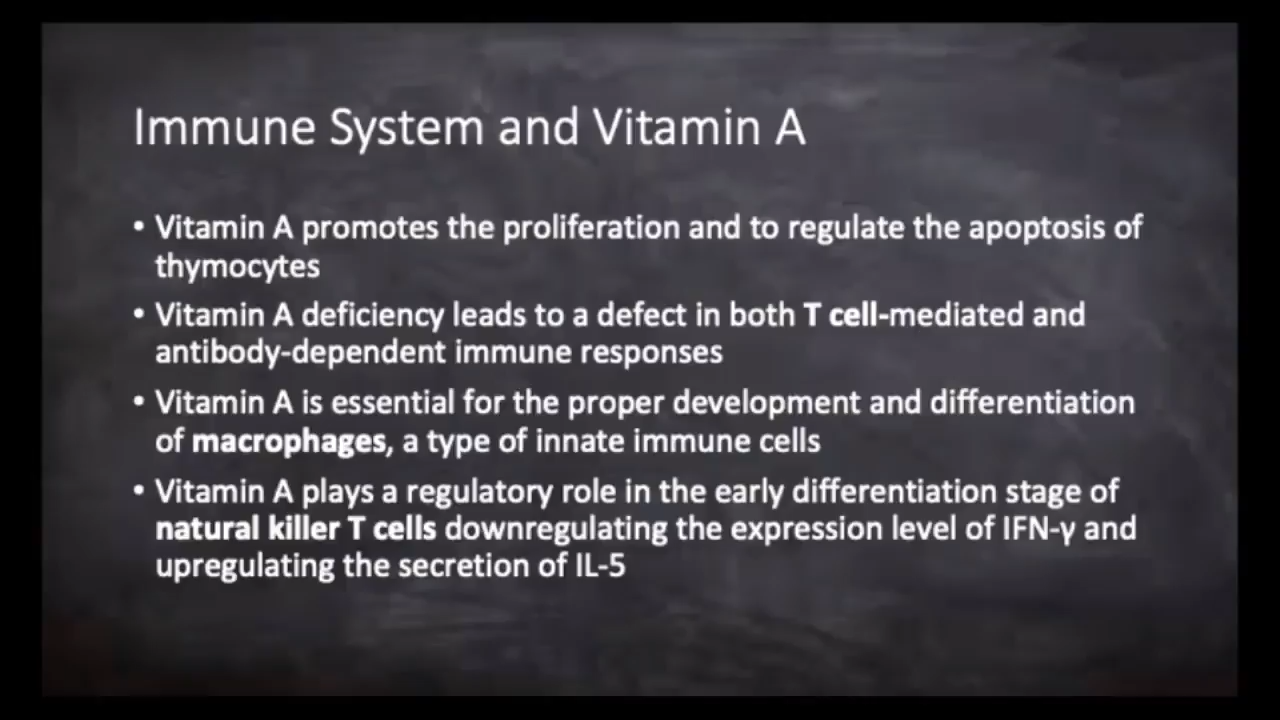 Immune System and Vitamin A
• Vitamin A promotes the proliferation and to regulate the apoptosis of
thymocytes
• Vitamin A deficiency leads to a defect in both T cell-mediated and
antibody-dependent immune responses
• Vitamin A is essential for the proper development and differentiation
of macrophages, a type of innate immune cells
• Vitamin A plays a regulatory role in the early differentiation stage of
natural killer T cells downregulating the expression level of IFN-γ and
upregulating the secretion of IL-5